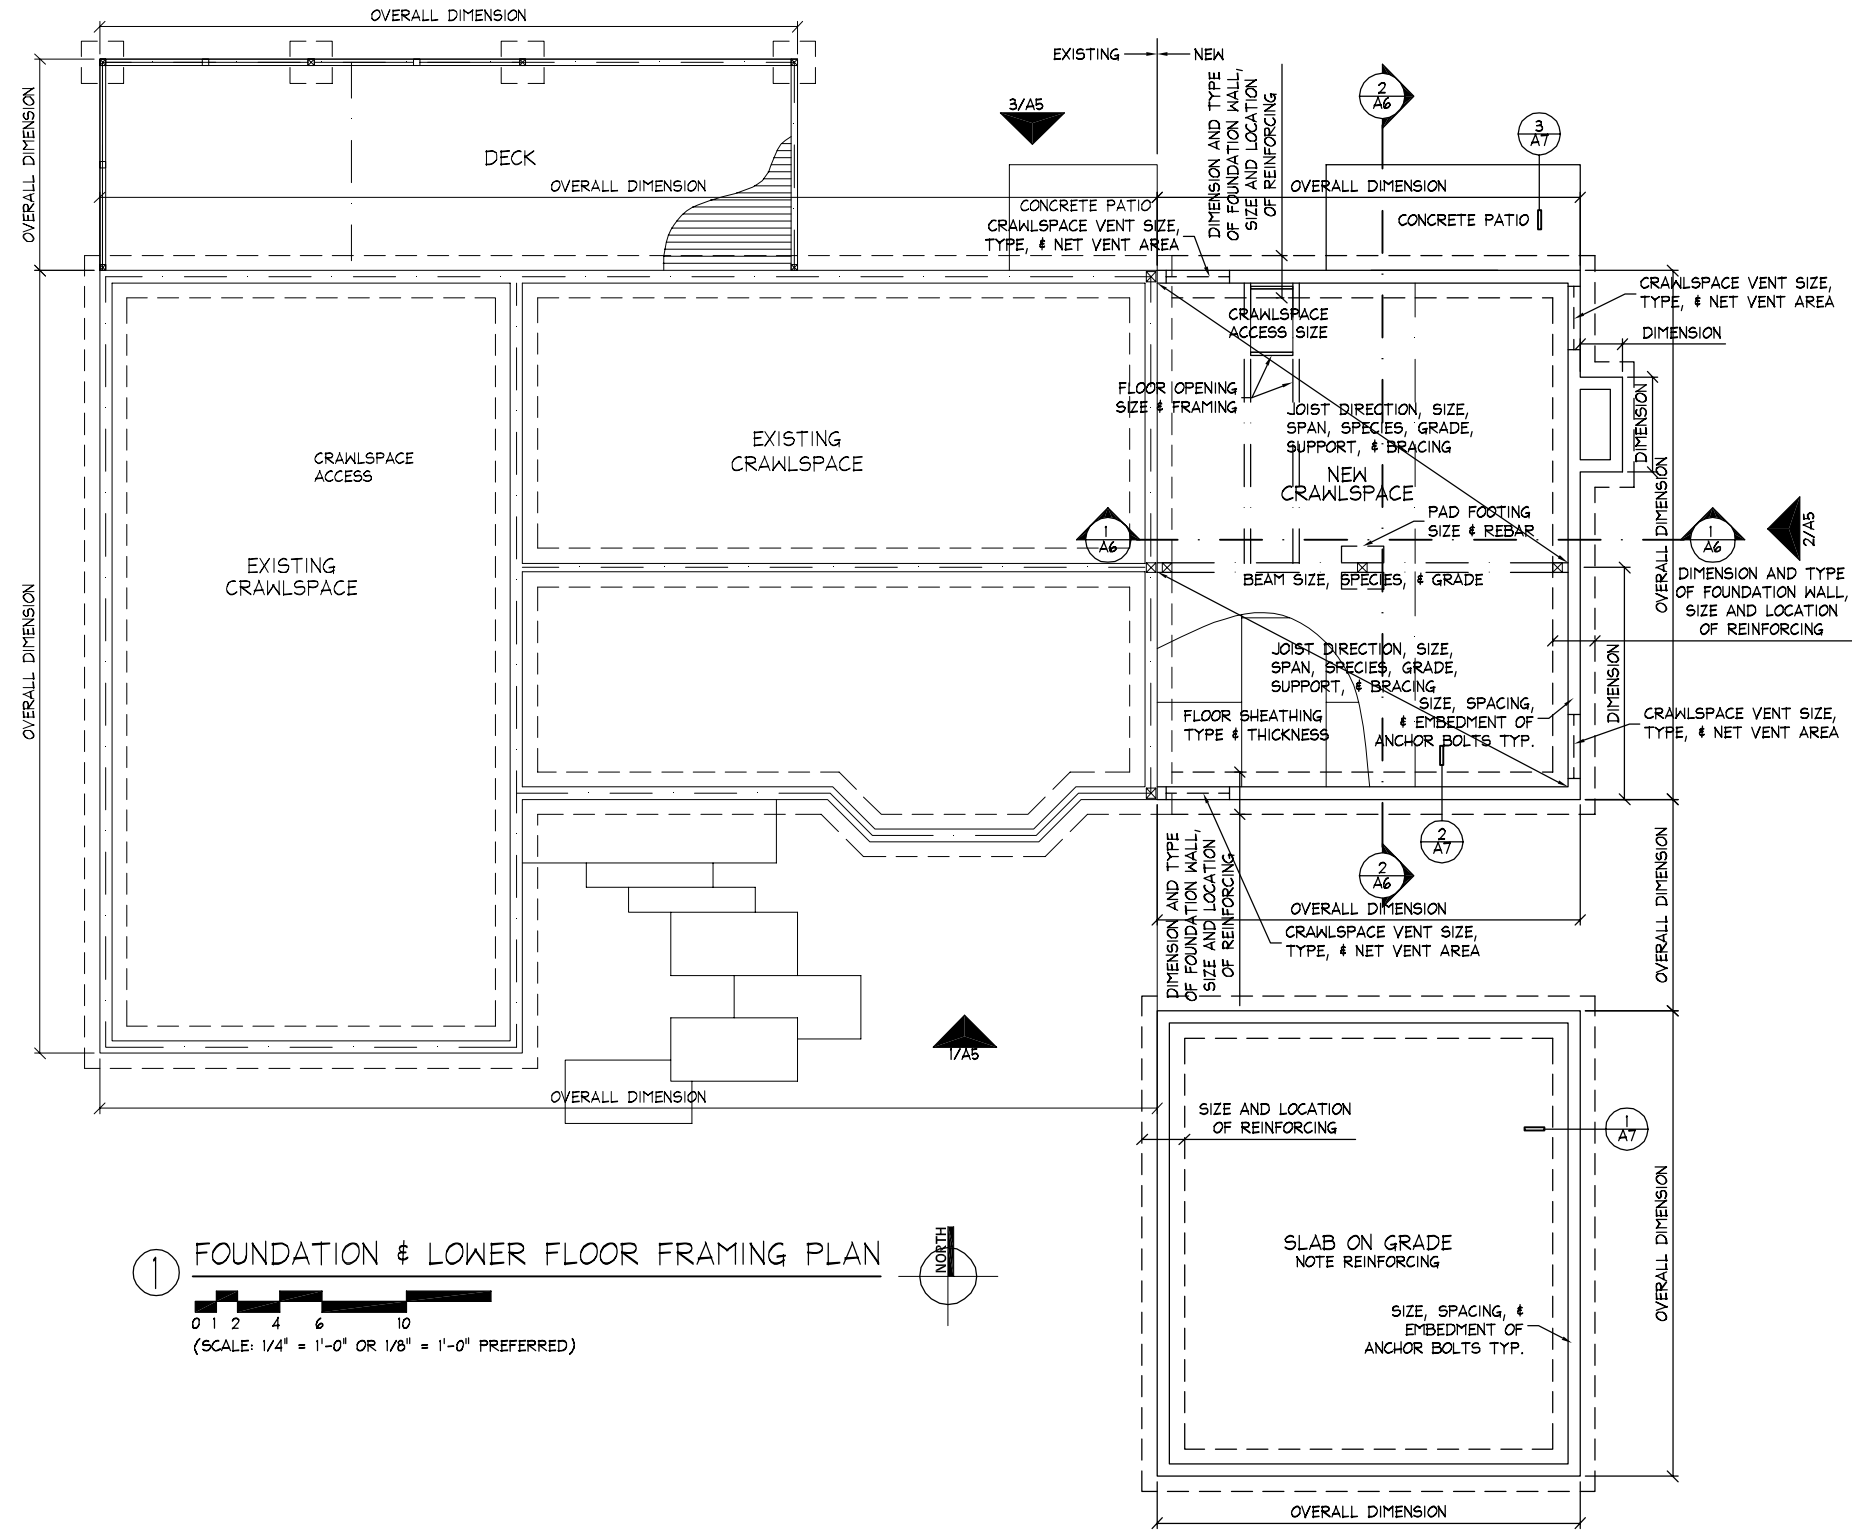 OVERALL DIMENSION
EXISTING
NEW
OVERALL DIMENSION
DIMENSION AND TYPE
OF FOUNDATION WALL,
SIZE AND LOCATION
OF REINFORCING
2
A6
3/A5
3
A7
DECK
OVERALL DIMENSION
OVERALL DIMENSION
CONCRETE PATIO
CONCRETE PATIO
CRAWLSPACE VENT SIZE,
TYPE, & NET VENT AREA
CRAWLSPACE VENT SIZE,
TYPE, & NET VENT AREA
CRAWLSPACE
ACCESS SIZE
DIMENSION
FLOOR OPENING
SIZE & FRAMING
JOIST DIRECTION, SIZE,
SPAN, SPECIES, GRADE,
SUPPORT, & BRACING
DIMENSION
EXISTING
CRAWLSPACE
CRAWLSPACE
ACCESS
NEW
CRAWLSPACE
OVERALL DIMENSION
PAD FOOTING
SIZE & REBAR
1
A6
1
A6
2/A5
EXISTING
CRAWLSPACE
BEAM SIZE, SPECIES, & GRADE
DIMENSION AND TYPE
OF FOUNDATION WALL,
SIZE AND LOCATION
OF REINFORCING
OVERALL DIMENSION
JOIST DIRECTION, SIZE,
SPAN, SPECIES, GRADE,
SUPPORT, & BRACING
DIMENSION
SIZE, SPACING,
& EMBEDMENT OF
ANCHOR BOLTS TYP.
FLOOR SHEATHING
TYPE & THICKNESS
CRAWLSPACE VENT SIZE,
TYPE, & NET VENT AREA
2
A7
2
A6
DIMENSION AND TYPE
OF FOUNDATION WALL,
SIZE AND LOCATION
OF REINFORCING
OVERALL DIMENSION
OVERALL DIMENSION
CRAWLSPACE VENT SIZE,
TYPE, & NET VENT AREA
1/A5
OVERALL DIMENSION
SIZE AND LOCATION
OF REINFORCING
1
A7
OVERALL DIMENSION
SLAB ON GRADE
NOTE REINFORCING
1
FOUNDATION & LOWER FLOOR FRAMING PLAN
NORTH
0 1 2 4 6 10
(SCALE: 1/4" = 1'-0" OR 1/8" = 1'-0" PREFERRED)
SIZE, SPACING, &
EMBEDMENT OF
ANCHOR BOLTS TYP.
OVERALL DIMENSION